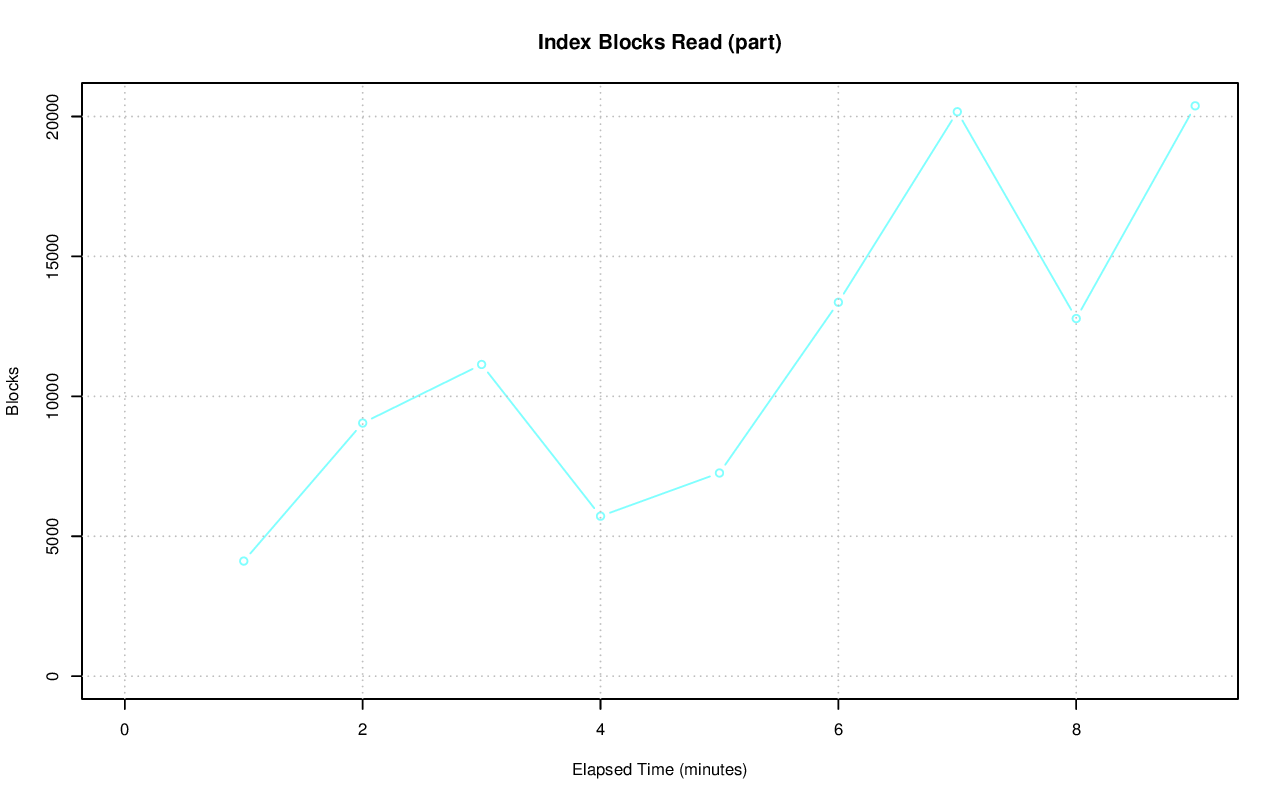 Index Blocks Read (part)
Blocks
20000
15000
10000
5000
0
0 2 4 6 8
Elapsed Time (minutes)